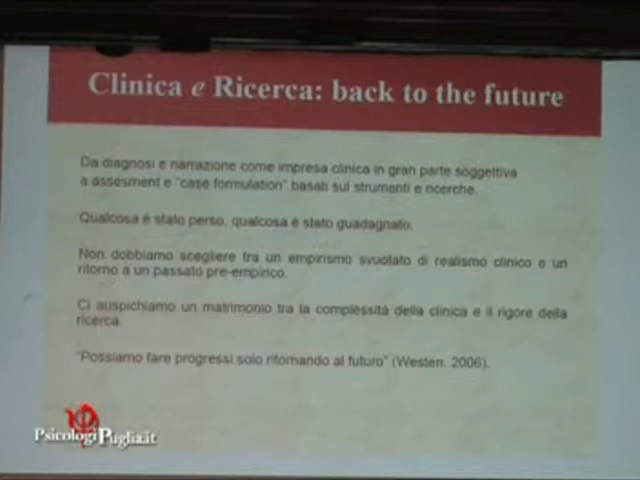 Clinica e Ricerca: back to the future
Da diagnosi e narrazione come impresa clinica in gran parte soggettiva
a assesment e "case formulation" basati sul strumenti e ricerche.
Qualcosa è stato perso, qualcosa è stato guadagnato.
Non dobbiamo scegliere tra un empirismo svuotato di realismo clinico e un
ritorno a un passato pre-empirico.
Ci auspichiamo un matrimonio tra la complessità della clinica e il rigore della
ricerca.
"Possiamo fare progressi solo ritornando al futuro" (Westen, 2006).
PsicologiPuglia.it